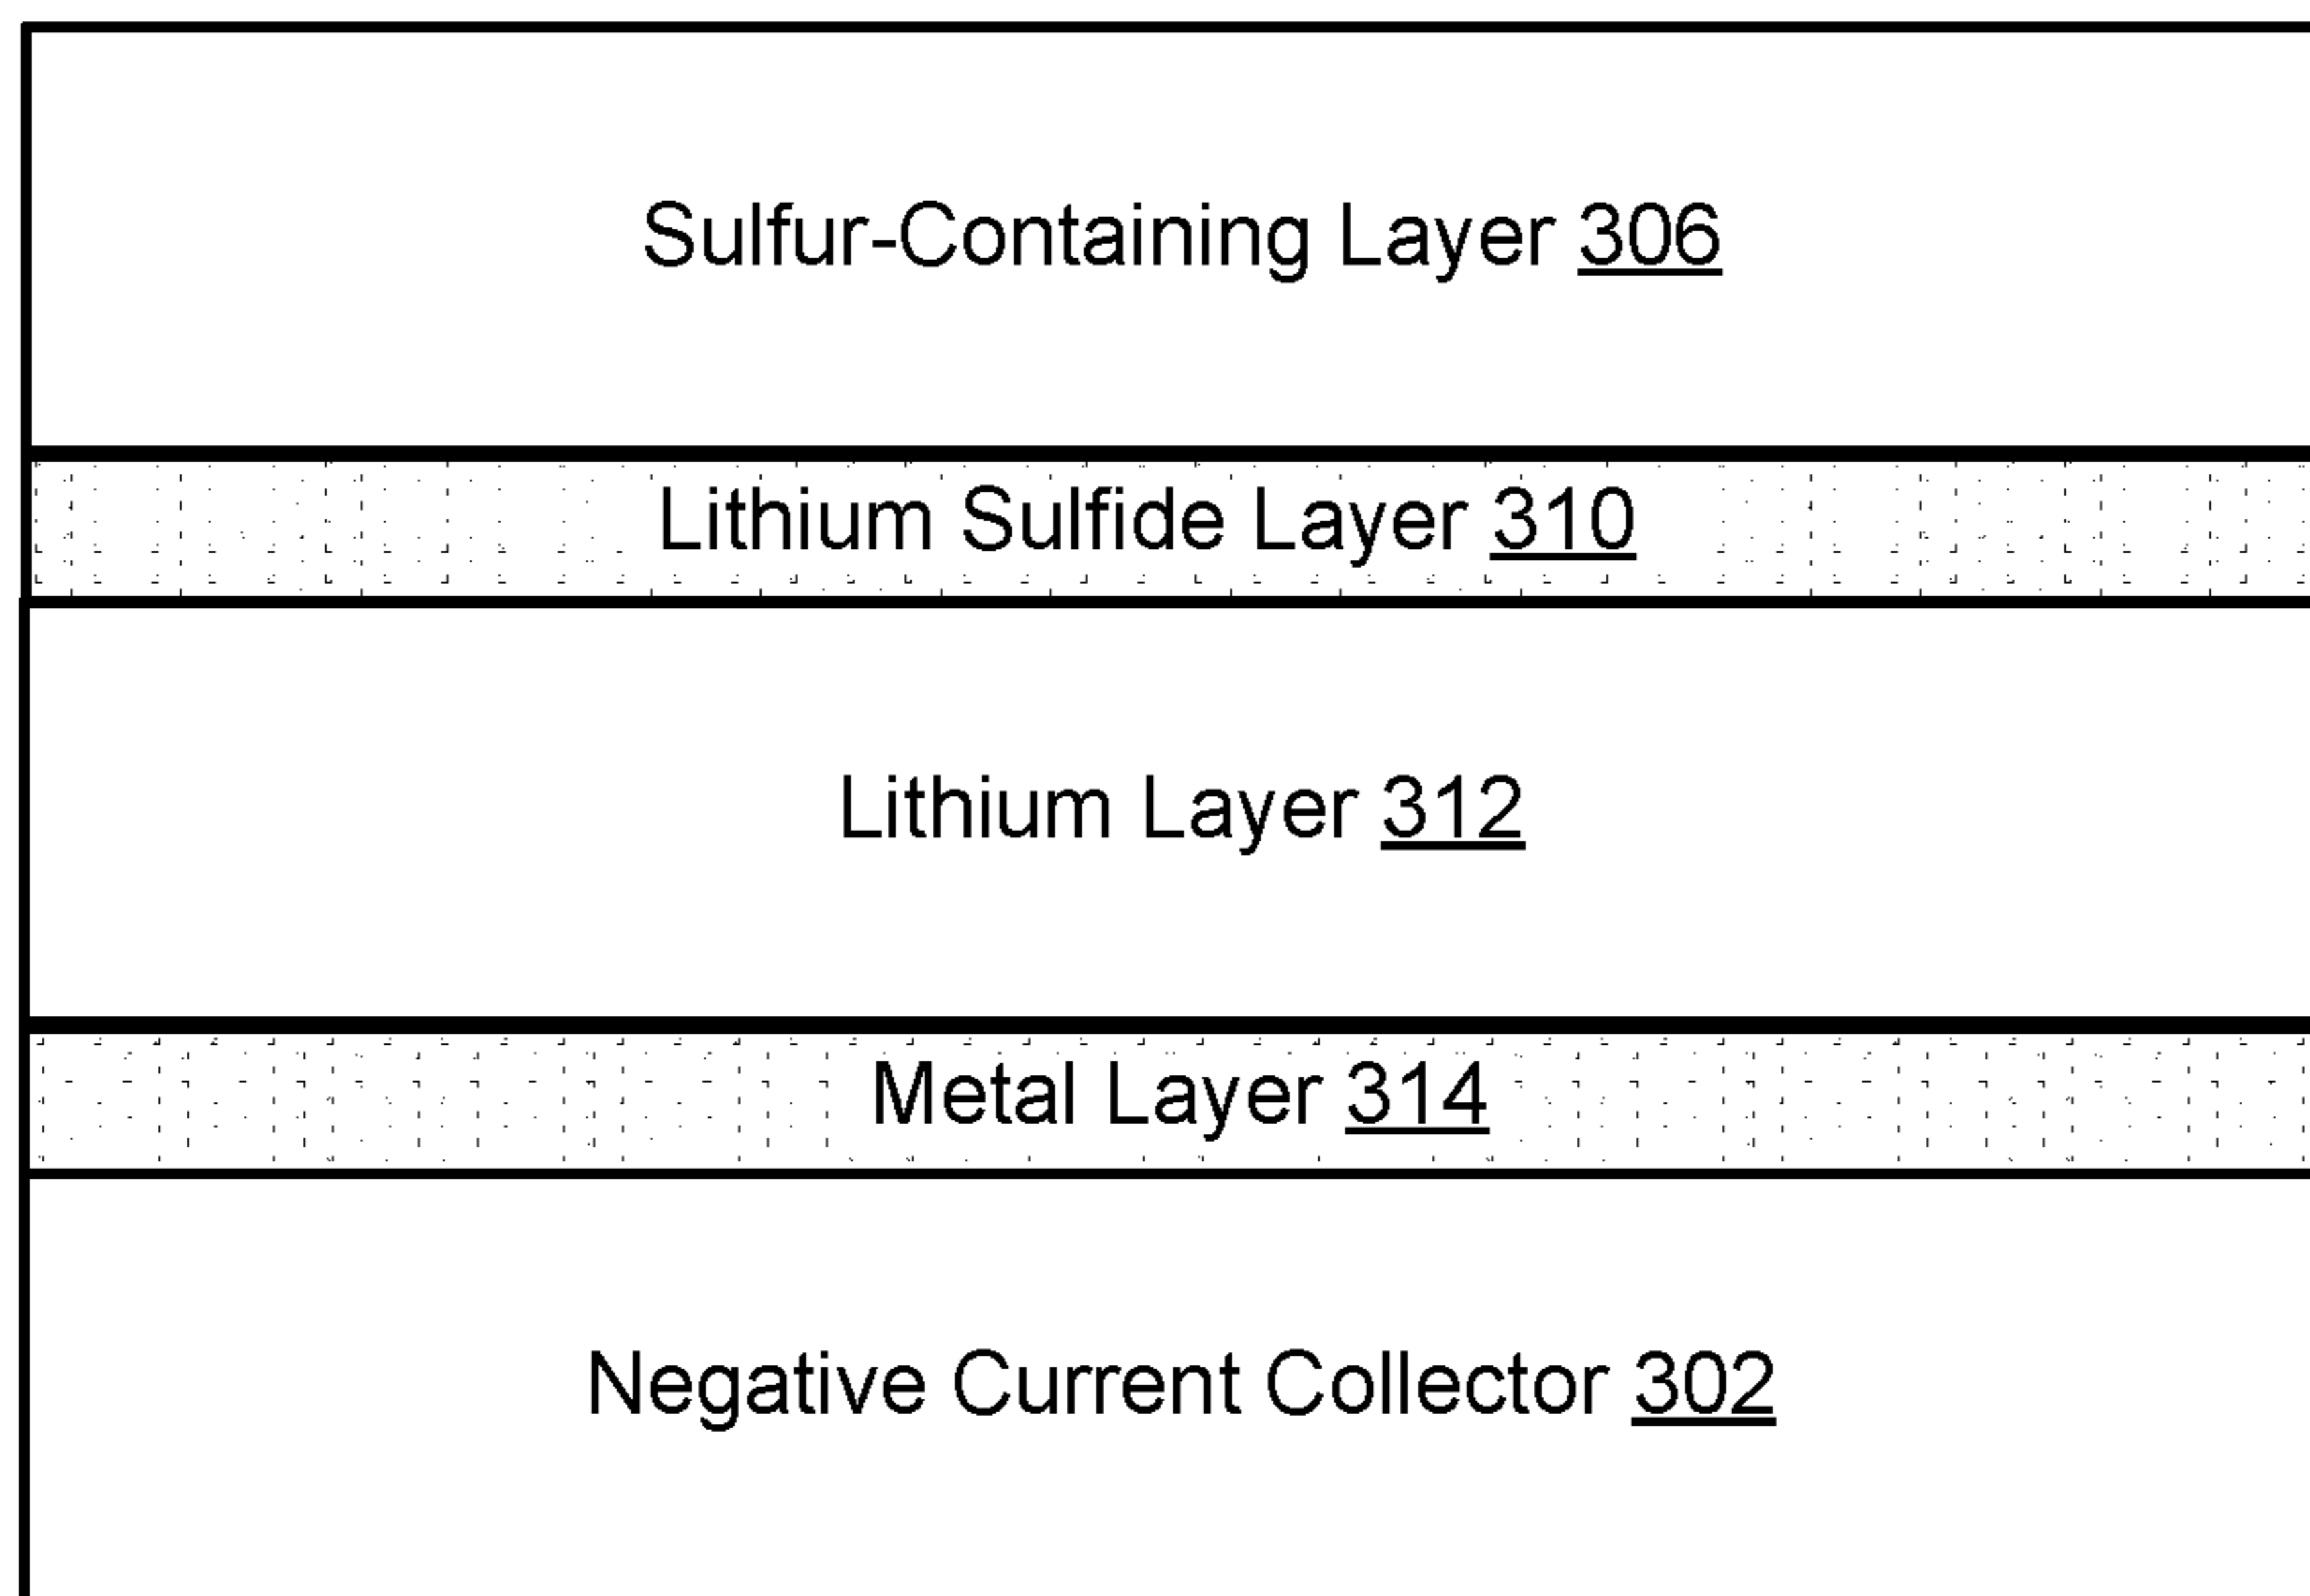 Sulfur-Containing Layer 306
Lithium Sulfide Layer 310
Lithium Layer 312
Metal Layer 314
Negative Current Collector 302